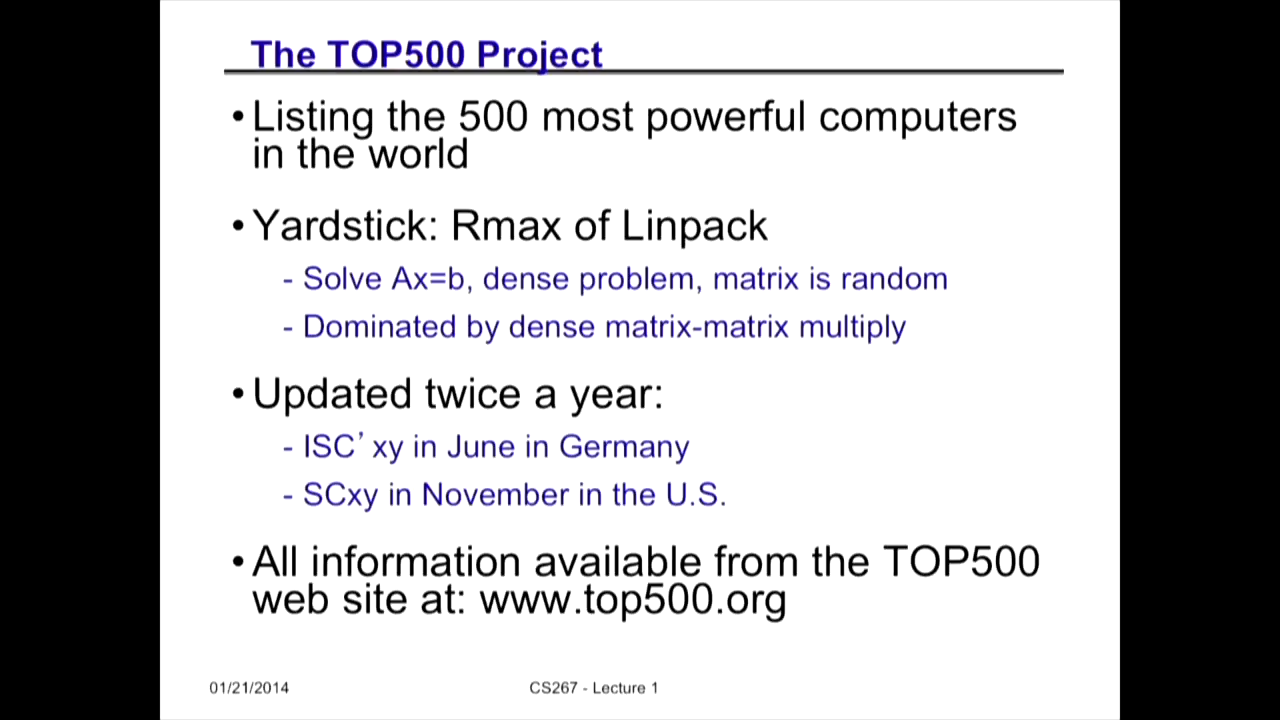 The TOP500 Project
• Listing the 500 most powerful computers
in the world
• Yardstick: Rmax of Linpack
- Solve Ax=b, dense problem, matrix is random
- Dominated by dense matrix-matrix multiply
• Updated twice a year:
- ISC’xy in June in Germany
- SCxy in November in the U.S.
• All information available from the TOP500
web site at: www.top500.org
01/21/2014 CS267 - Lecture 1